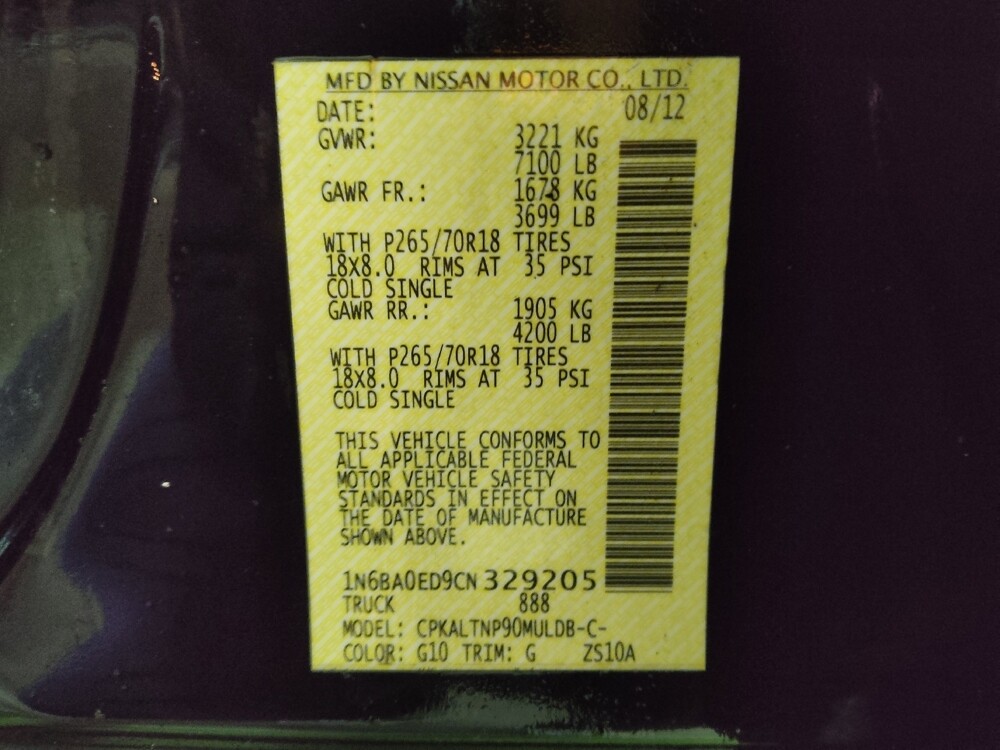 MFD BY NISSAN MOTOR CO., LTD.
DATE: 08/12
GVWR: 3221 KG
7100 LB
GAWR FR.: 1678 KG
3699 LB
WITH P265/70R18 TIRES
18X8.0 RIMS AT 35 PSI
COLD SINGLE
GAWR RR.: 1905 KG
4200 LB
WITH P265/70R18 TIRES
18X8.0 RIMS AT 35 PSI
COLD SINGLE
THIS VEHICLE CONFORMS TO
ALL APPLICABLE FEDERAL
MOTOR VEHICLE SAFETY
STANDARDS IN EFFECT ON
THE DATE OF MANUFACTURE
SHOWN ABOVE.
1N6BA0ED9CN 329205
TRUCK 888
MODEL: CPKALTNP90MULDB-C-
COLOR: G10 TRIM: G ZS10A